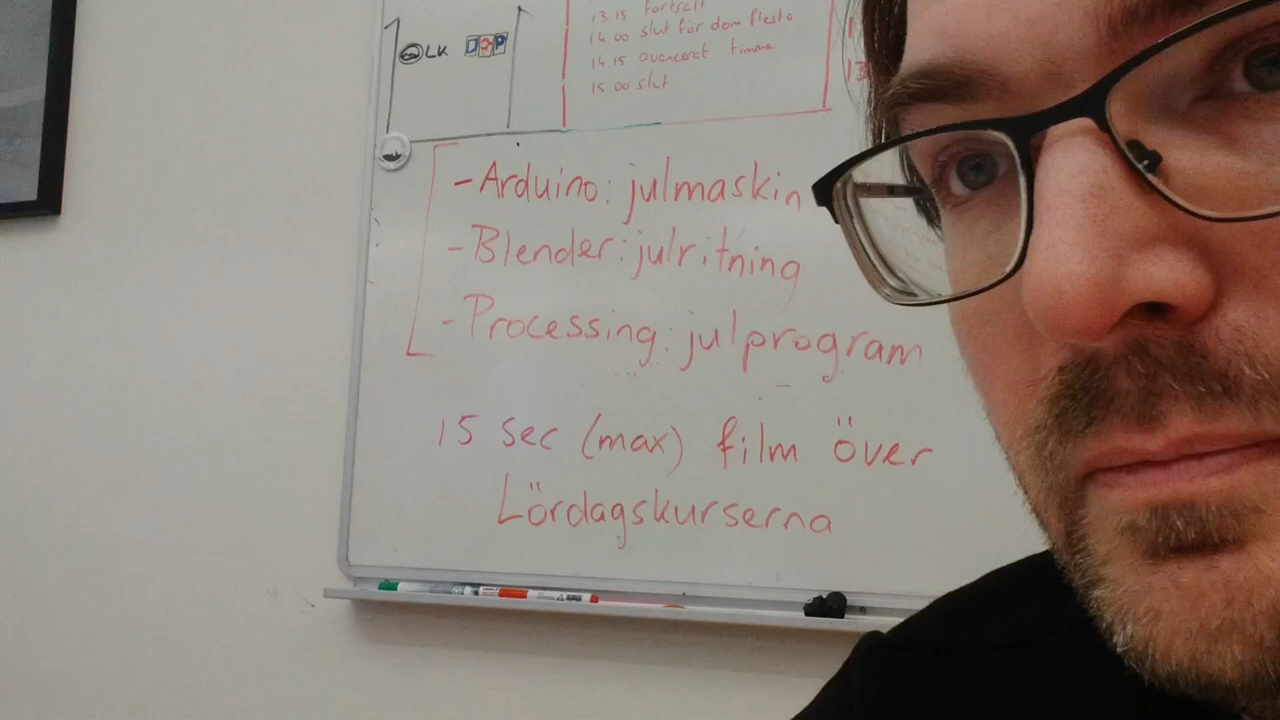 LK
13.15 fortsätt
14.00 slut för dom flesta
14.15 avancerat timme
15.00 slut
- Arduino: julmaskin
- Blender: julritning
- Processing: julprogram
15 sec (max) film över
Lördagskurserna